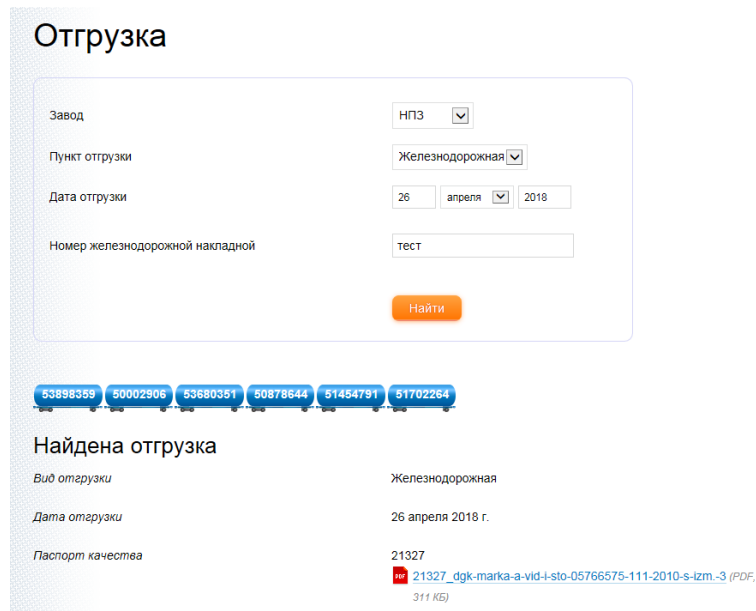 Отгрузка
Завод НПЗ
Пункт отгрузки Железнодорожная
Дата отгрузки 26 апреля 2018
Номер железнодорожной накладной тест
Найти
53898359 50002906 53680351 50878644 51454791 51702264
Найдена отгрузка
Вид отгрузки Железнодорожная
Дата отгрузки 26 апреля 2018 г.
Паспорт качества 21327
PDF 21327_dgk-marka-a-vid-i-sto-05766575-111-2010-s-izm.-3 (PDF,
311 КБ)